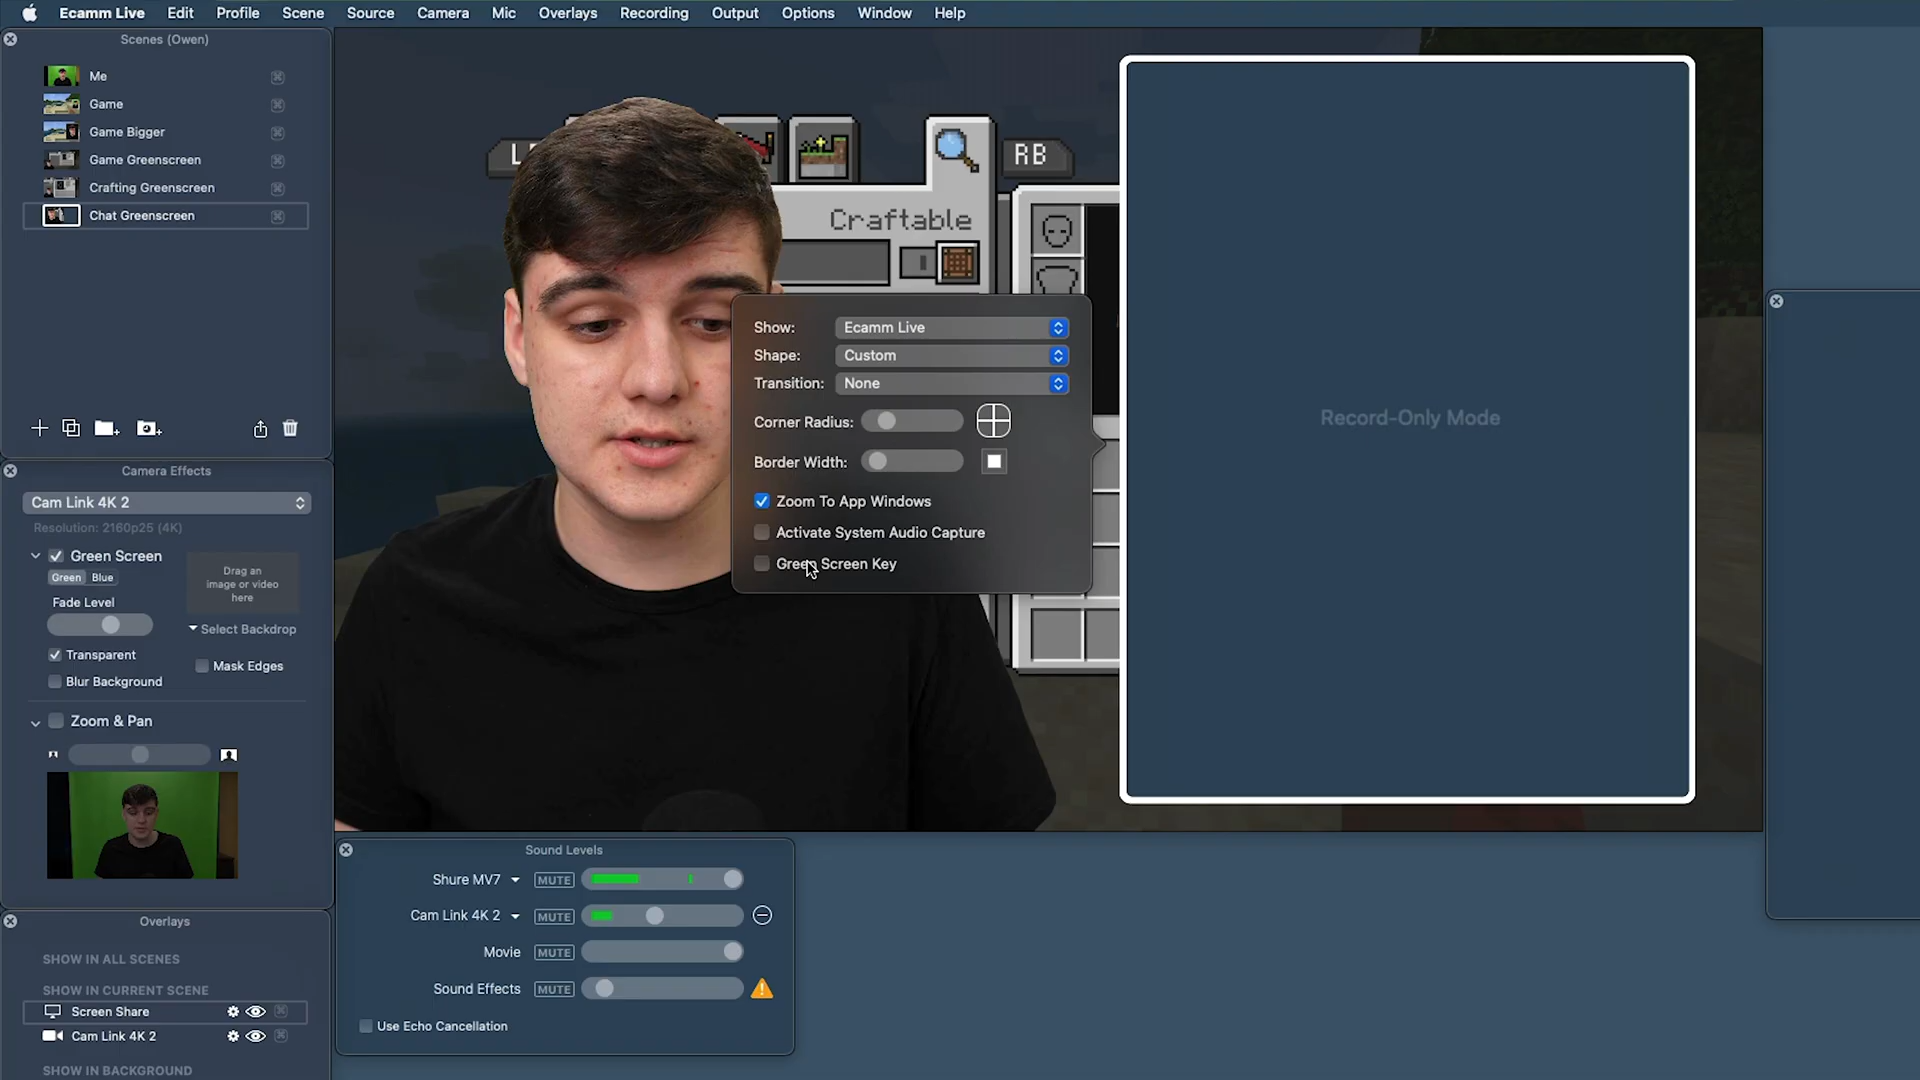 Ecamm Live Edit Profile Scene Source Camera Mic Overlays Recording Output Options Window Help
Scenes (Owen)
Me
Game
Game Bigger
Game Greenscreen
Crafting Greenscreen
Chat Greenscreen
Camera Effects
Cam Link 4K 2
Resolution: 2160p25 (4K)
Green Screen
Green Blue
Fade Level
Transparent
Blur Background
Drag an
image or video
here
Select Backdrop
Mask Edges
Zoom & Pan
Overlays
SHOW IN ALL SCENES
SHOW IN CURRENT SCENE
Screen Share
Cam Link 4K 2
SHOW IN BACKGROUND
RB
Craftable
Show: Ecamm Live
Shape: Custom
Transition: None
Corner Radius:
Border Width:
Zoom To App Windows
Activate System Audio Capture
Green Screen Key
Record-Only Mode
Sound Levels
Shure MV7 MUTE
Cam Link 4K 2 MUTE
Movie MUTE
Sound Effects MUTE
Use Echo Cancellation